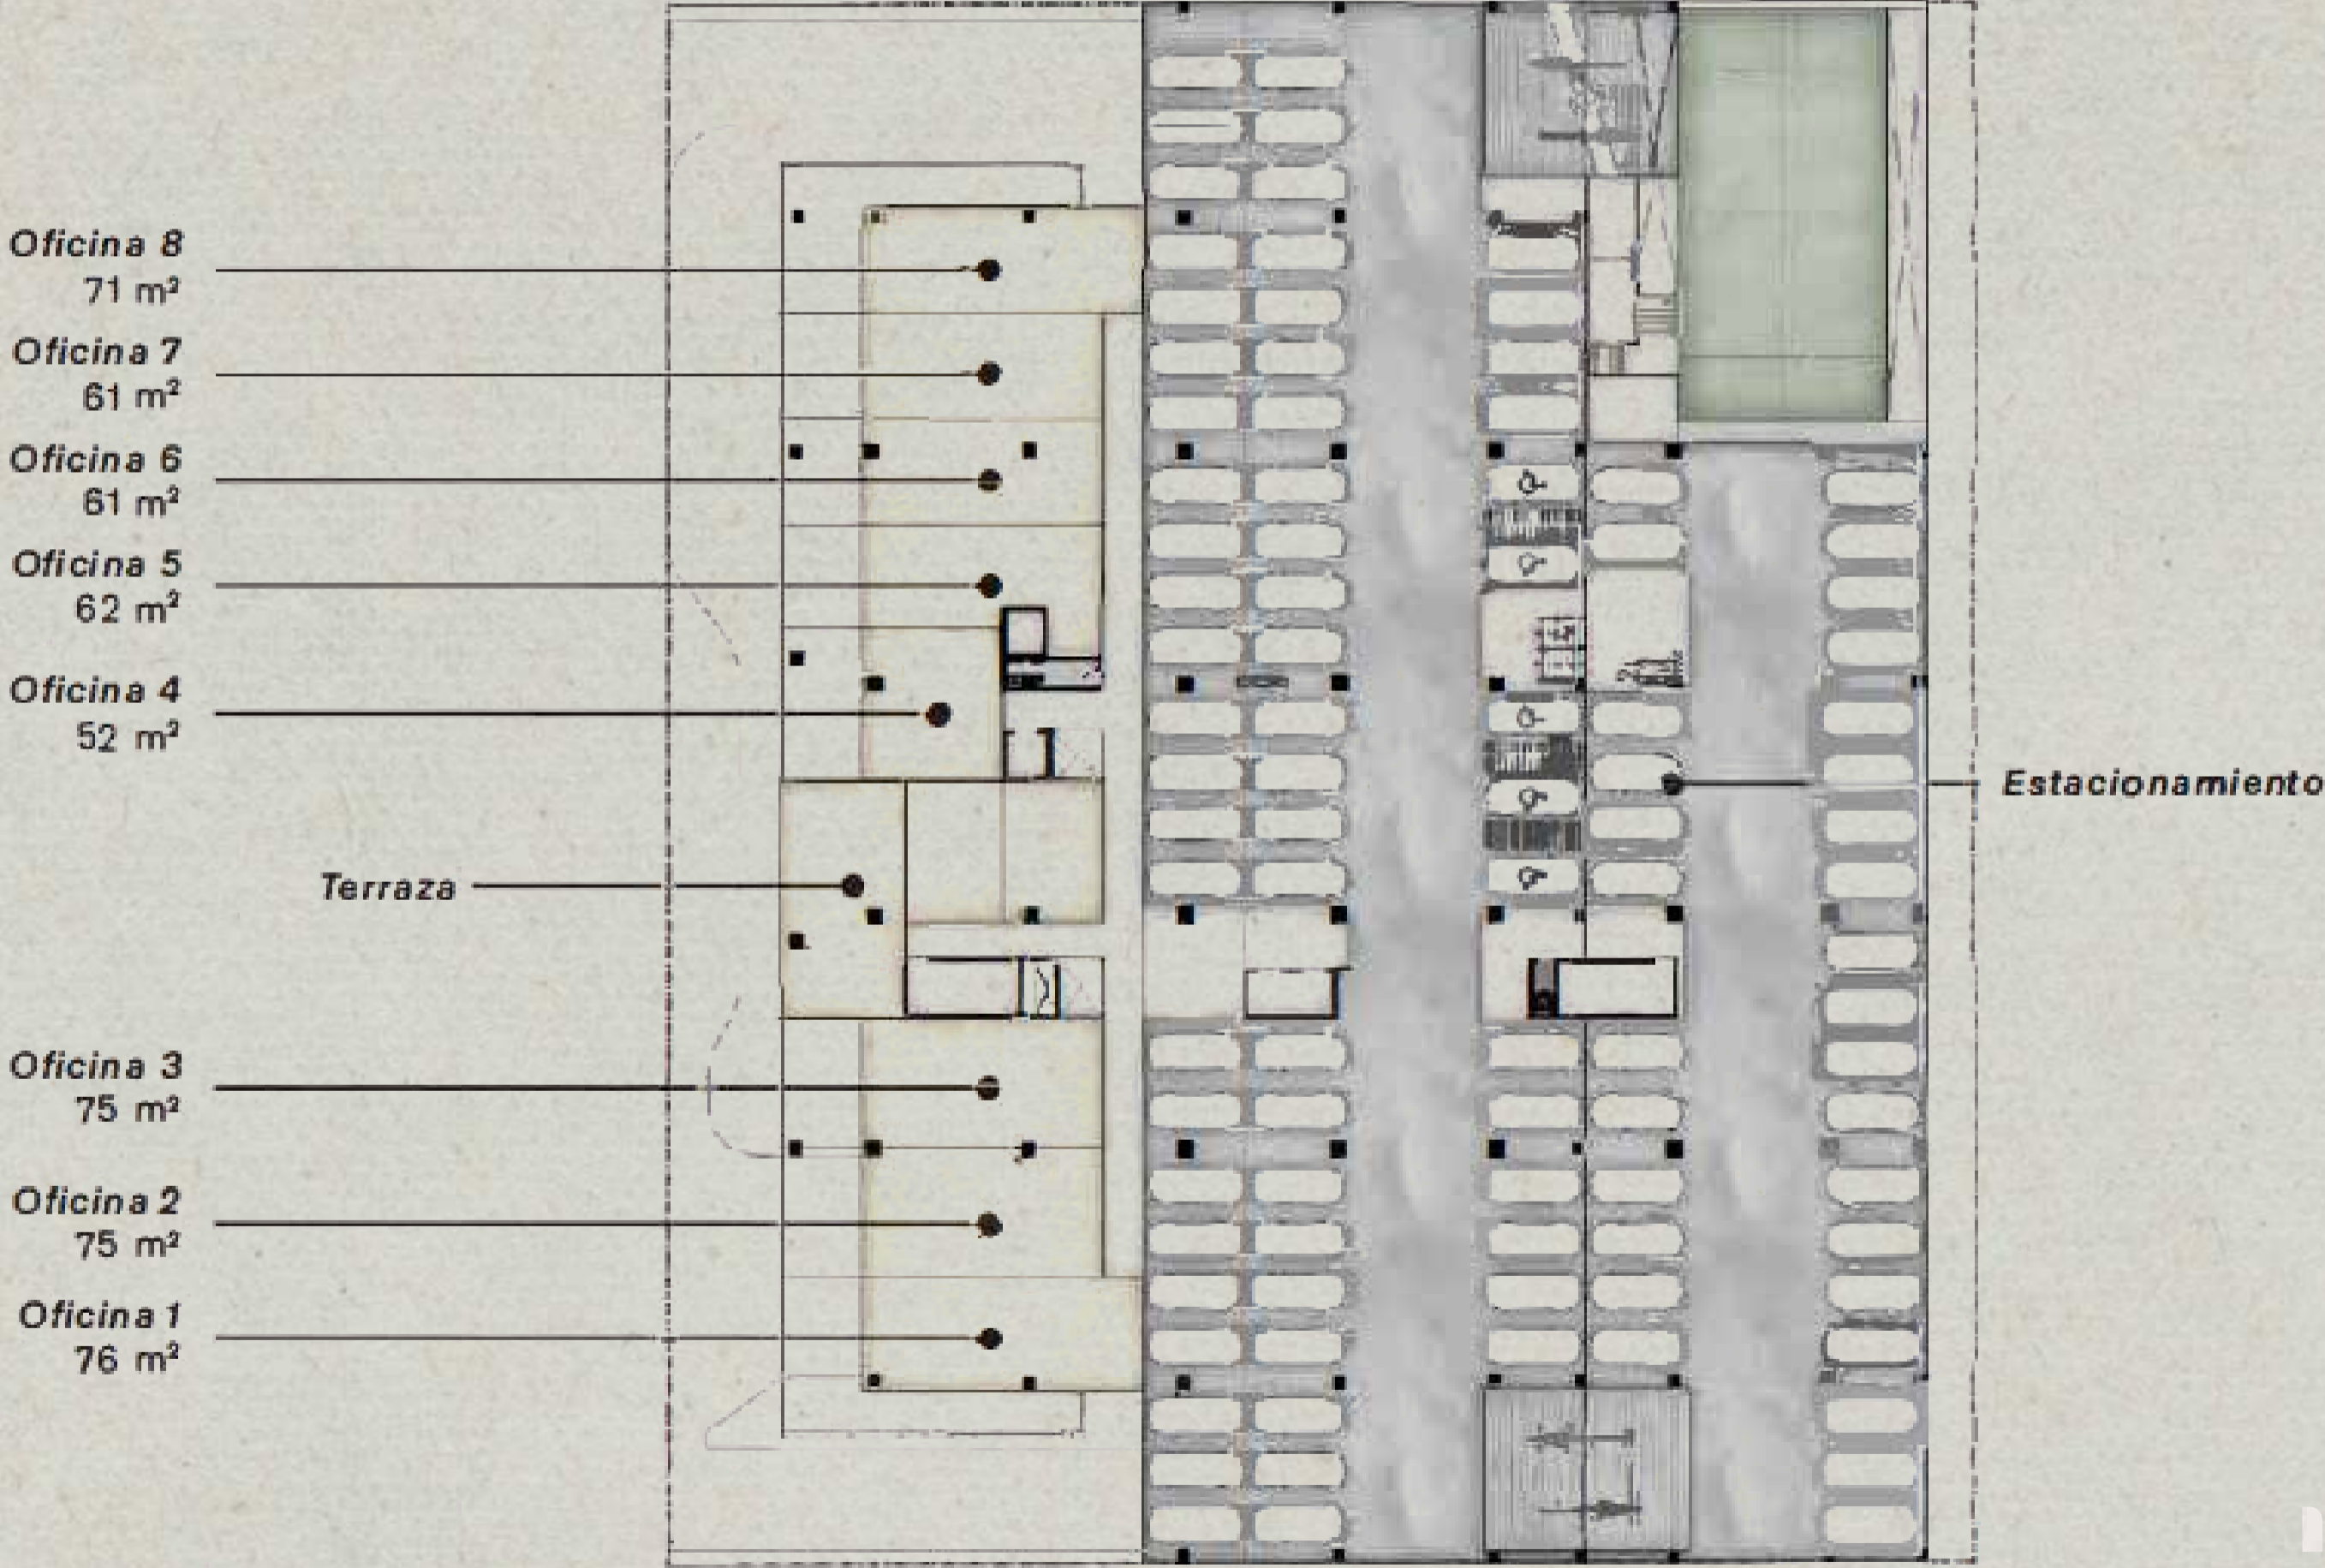 Oficina 8
71 m²
Oficina 7
61 m²
Oficina 6
61 m²
Oficina 5
62 m²
Oficina 4
52 m²
Estacionamiento
Terraza
Oficina 3
75 m²
Oficina 2
75 m²
Oficina 1
76 m²